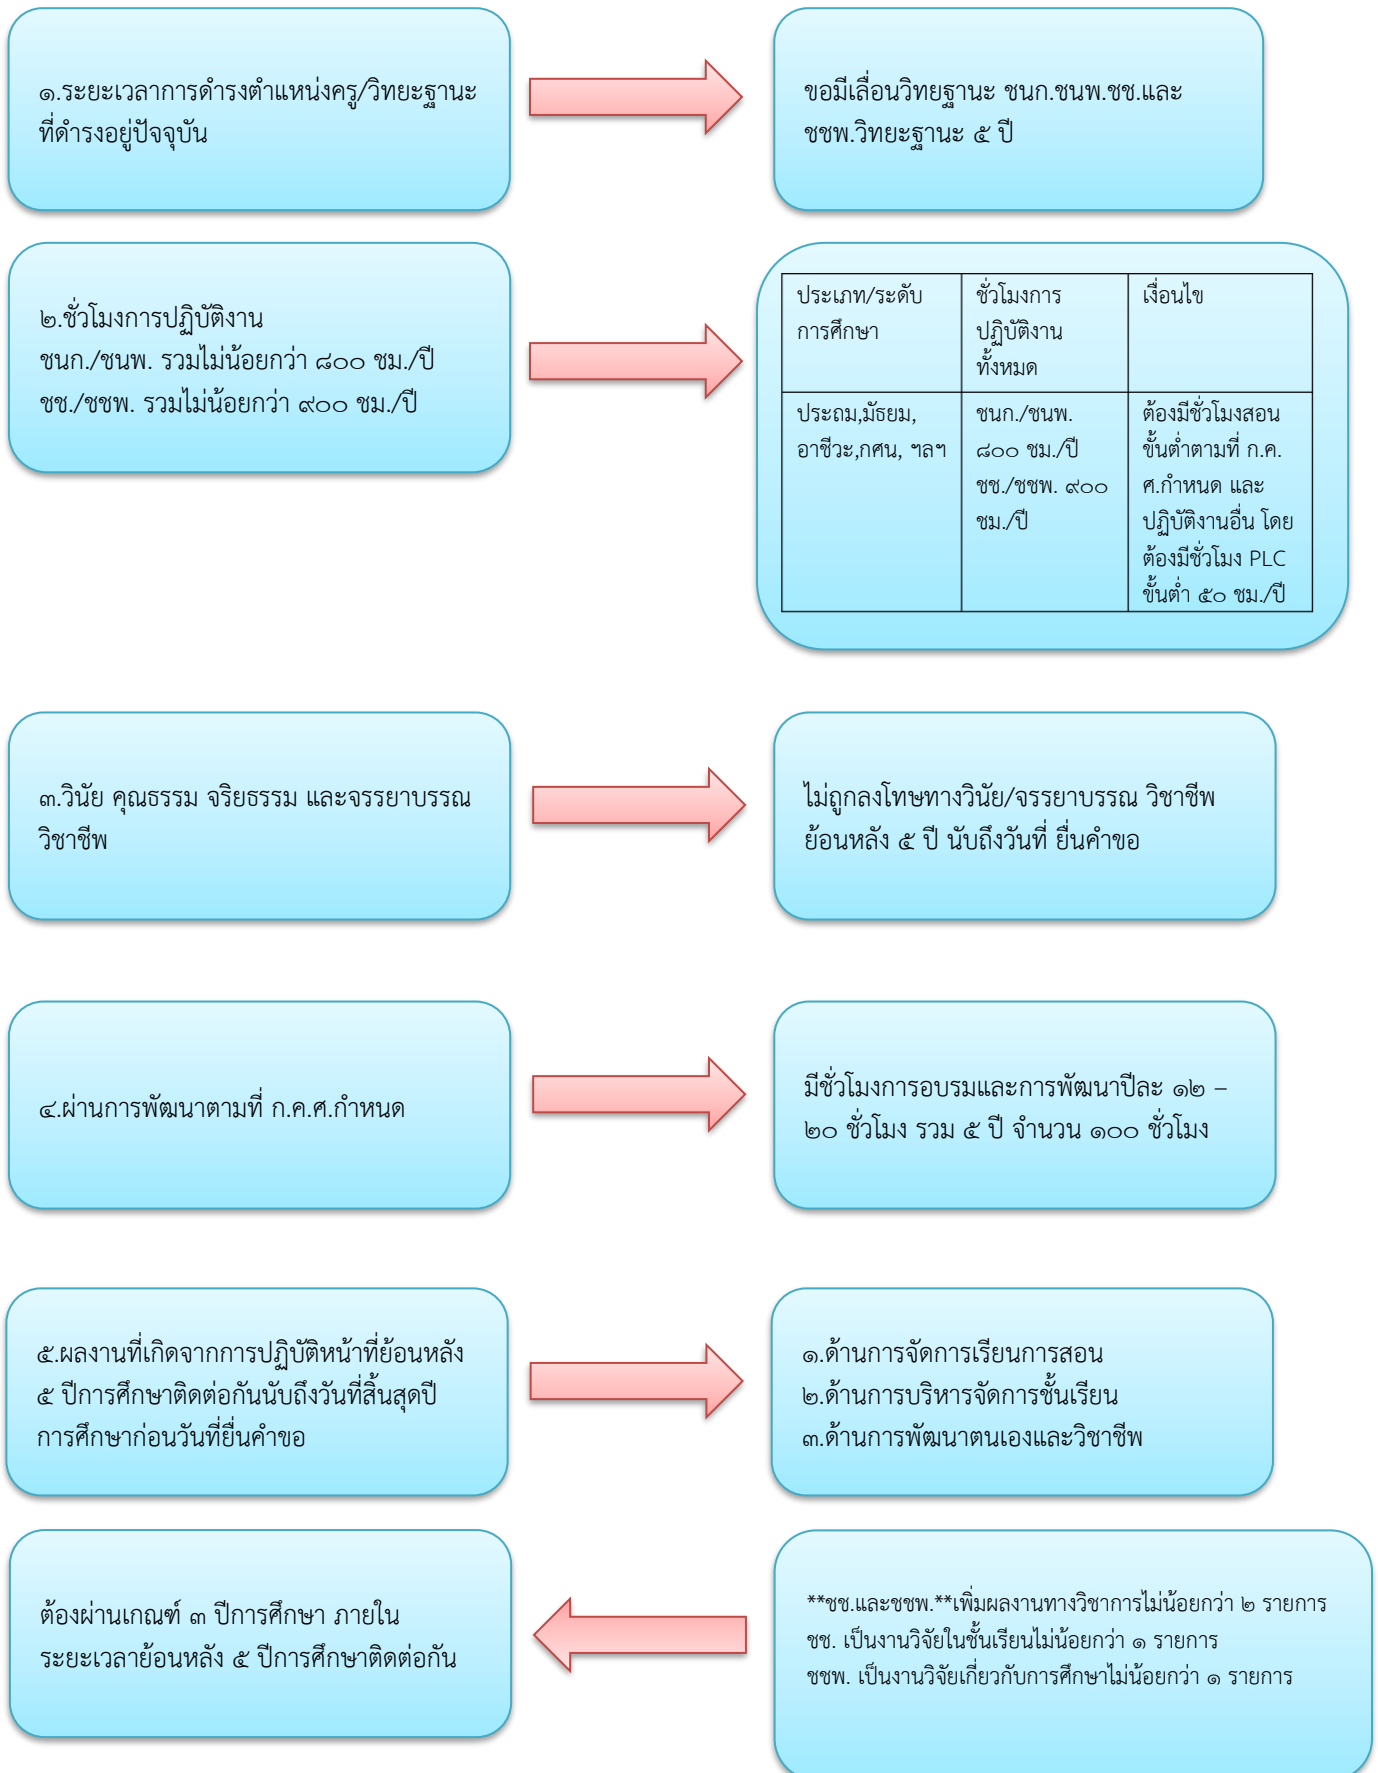 ๑.ระยะเวลาการดำรงตำแหน่งครู/วิทยะฐานะ
ที่ดำรงอยู่ปัจจุบัน
ขอมีเลื่อนวิทยฐานะ ชนก.ชนพ.ชช.และ
ชชพ.วิทยะฐานะ ๕ ปี
๒.ชั่วโมงการปฏิบัติงาน
ชนก./ชนพ. รวมไม่น้อยกว่า ๘๐๐ ชม./ปี
ชช./ชชพ. รวมไม่น้อยกว่า ๙๐๐ ชม./ปี
ประเภท/ระดับ
การศึกษา
ชั่วโมงการ
ปฏิบัติงาน
ทั้งหมด
เงื่อนไข
ประถม,มัธยม,
อาชีวะ,กศน, ฯลฯ
ชนก./ชนพ.
๘๐๐ ชม./ปี
ชช./ชชพ. ๙๐๐
ชม./ปี
ต้องมีชั่วโมงสอน
ขั้นต่ำตามที่ ก.ค.
ศ.กำหนด และ
ปฏิบัติงานอื่น โดย
ต้องมีชั่วโมง PLC
ขั้นต่ำ ๕๐ ชม./ปี
๓.วินัย คุณธรรม จริยธรรม และจรรยาบรรณ
วิชาชีพ
ไม่ถูกลงโทษทางวินัย/จรรยาบรรณ วิชาชีพ
ย้อนหลัง ๕ ปี นับถึงวันที่ ยื่นคำขอ
๔.ผ่านการพัฒนาตามที่ ก.ค.ศ.กำหนด
มีชั่วโมงการอบรมและการพัฒนาปีละ ๑๒ –
๒๐ ชั่วโมง รวม ๕ ปี จำนวน ๑๐๐ ชั่วโมง
๕.ผลงานที่เกิดจากการปฏิบัติหน้าที่ย้อนหลัง
๕ ปีการศึกษาติดต่อกันนับถึงวันที่สิ้นสุดปี
การศึกษาก่อนวันที่ยื่นคำขอ
๑.ด้านการจัดการเรียนการสอน
๒.ด้านการบริหารจัดการชั้นเรียน
๓.ด้านการพัฒนาตนเองและวิชาชีพ
ต้องผ่านเกณฑ์ ๓ ปีการศึกษา ภายใน
ระยะเวลาย้อนหลัง ๕ ปีการศึกษาติดต่อกัน
**ชช.และชชพ.**เพิ่มผลงานทางวิชาการไม่น้อยกว่า ๒ รายการ
ชช. เป็นงานวิจัยในชั้นเรียนไม่น้อยกว่า ๑ รายการ
ชชพ. เป็นงานวิจัยเกี่ยวกับการศึกษาไม่น้อยกว่า ๑ รายการ